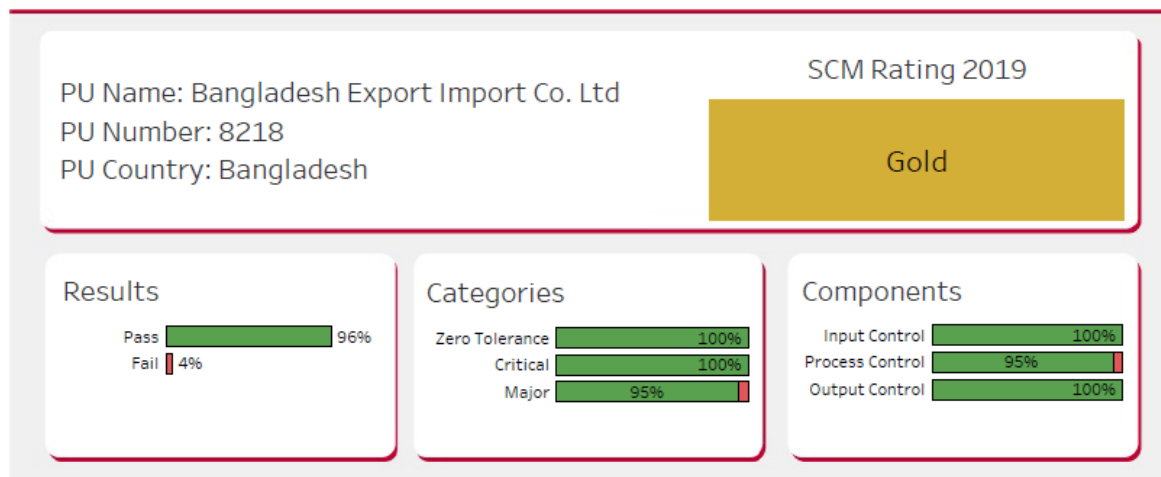 PU Name: Bangladesh Export Import Co. Ltd
PU Number: 8218
PU Country: Bangladesh
SCM Rating 2019
Gold
Results
Pass 96%
Fail 4%
Categories
Zero Tolerance 100%
Critical 100%
Major 95%
Components
Input Control 100%
Process Control 95%
Output Control 100%